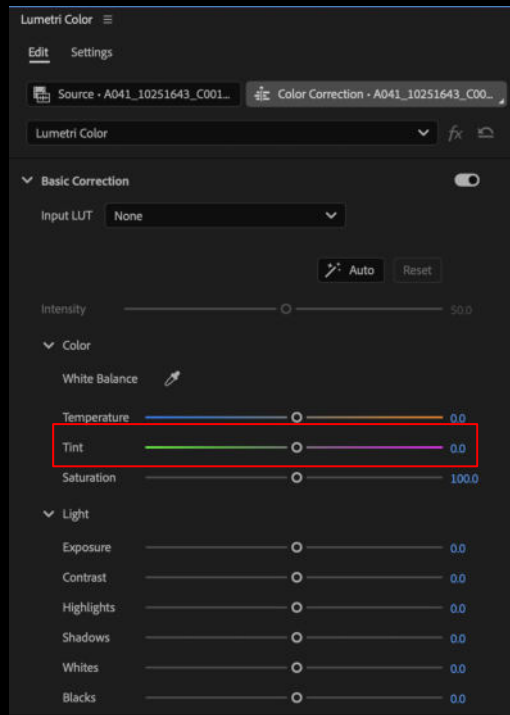 Lumetri Color
Edit Settings
Source · A041_10251643_C001... Color Correction · A041_10251643_C00...
Lumetri Color fx
Basic Correction
Input LUT None
Auto Reset
Intensity 50.0
Color
White Balance
Temperature 0.0
Tint 0.0
Saturation 100.0
Light
Exposure 0.0
Contrast 0.0
Highlights 0.0
Shadows 0.0
Whites 0.0
Blacks 0.0